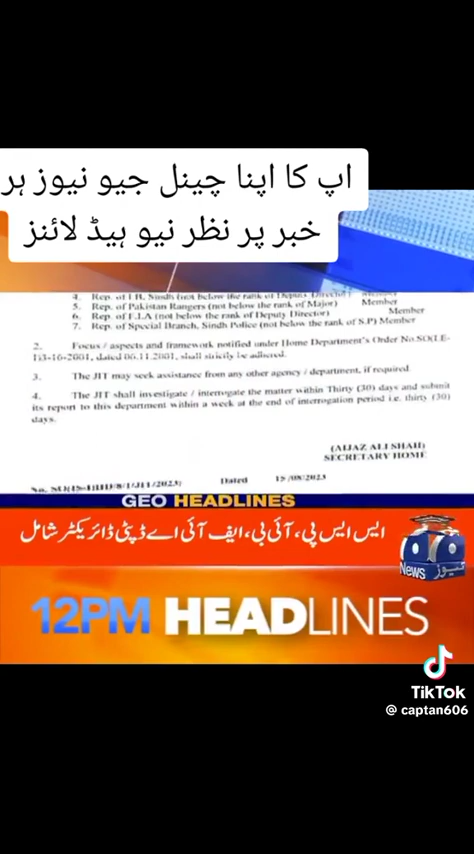 اپ کا اپنا چینل جیو نیوز ہر
خبر پر نظر نیو ہیڈ لائنز
4. Rep. of I.B. Sindh (not below the rank of Deputy Director) Member
5. Rep. of Pakistan Rangers (not below the rank of Major) Member
6. Rep. of F.I.A (not below the rank of Deputy Director) Member
7. Rep. of Special Branch, Sindh Police (not below the rank of S.P) Member
2. Focus / aspects and framework notified under Home Department's Order No.SO(LE-
I)3-16-2001, dated 06.11.2001, shall strictly be adhered.
3. The JIT may seek assistance from any other agency / department, if required.
4. The JIT shall investigate / interrogate the matter within Thirty (30) days and submit
its report to this department within a week at the end of interrogation period i.e. thirty (30)
days.
(AIJAZ ALI SHAH)
SECRETARY HOME
Dated 15/08/2023
GEO HEADLINES
ایس ایس پی، آئی بی، ایف آئی اے ڈپٹی ڈائریکٹر شامل
News نیوز
12PM HEADLINES
TikTok
@ captan606